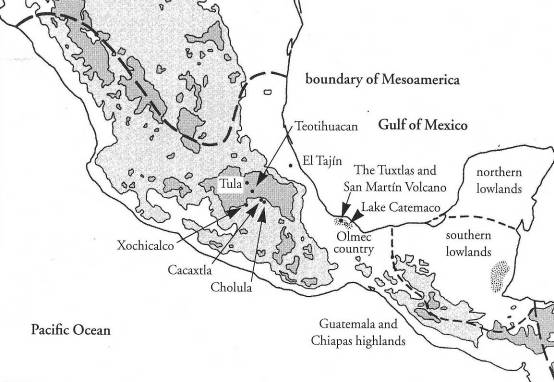 boundary of Mesoamerica
Teotihuacan
Gulf of Mexico
El Tajín
Tula
The Tuxtlas and
San Martín Volcano
Lake Catemaco
northern
lowlands
Olmec
country
southern
lowlands
Xochicalco
Cacaxtla
Cholula
Pacific Ocean
Guatemala and
Chiapas highlands